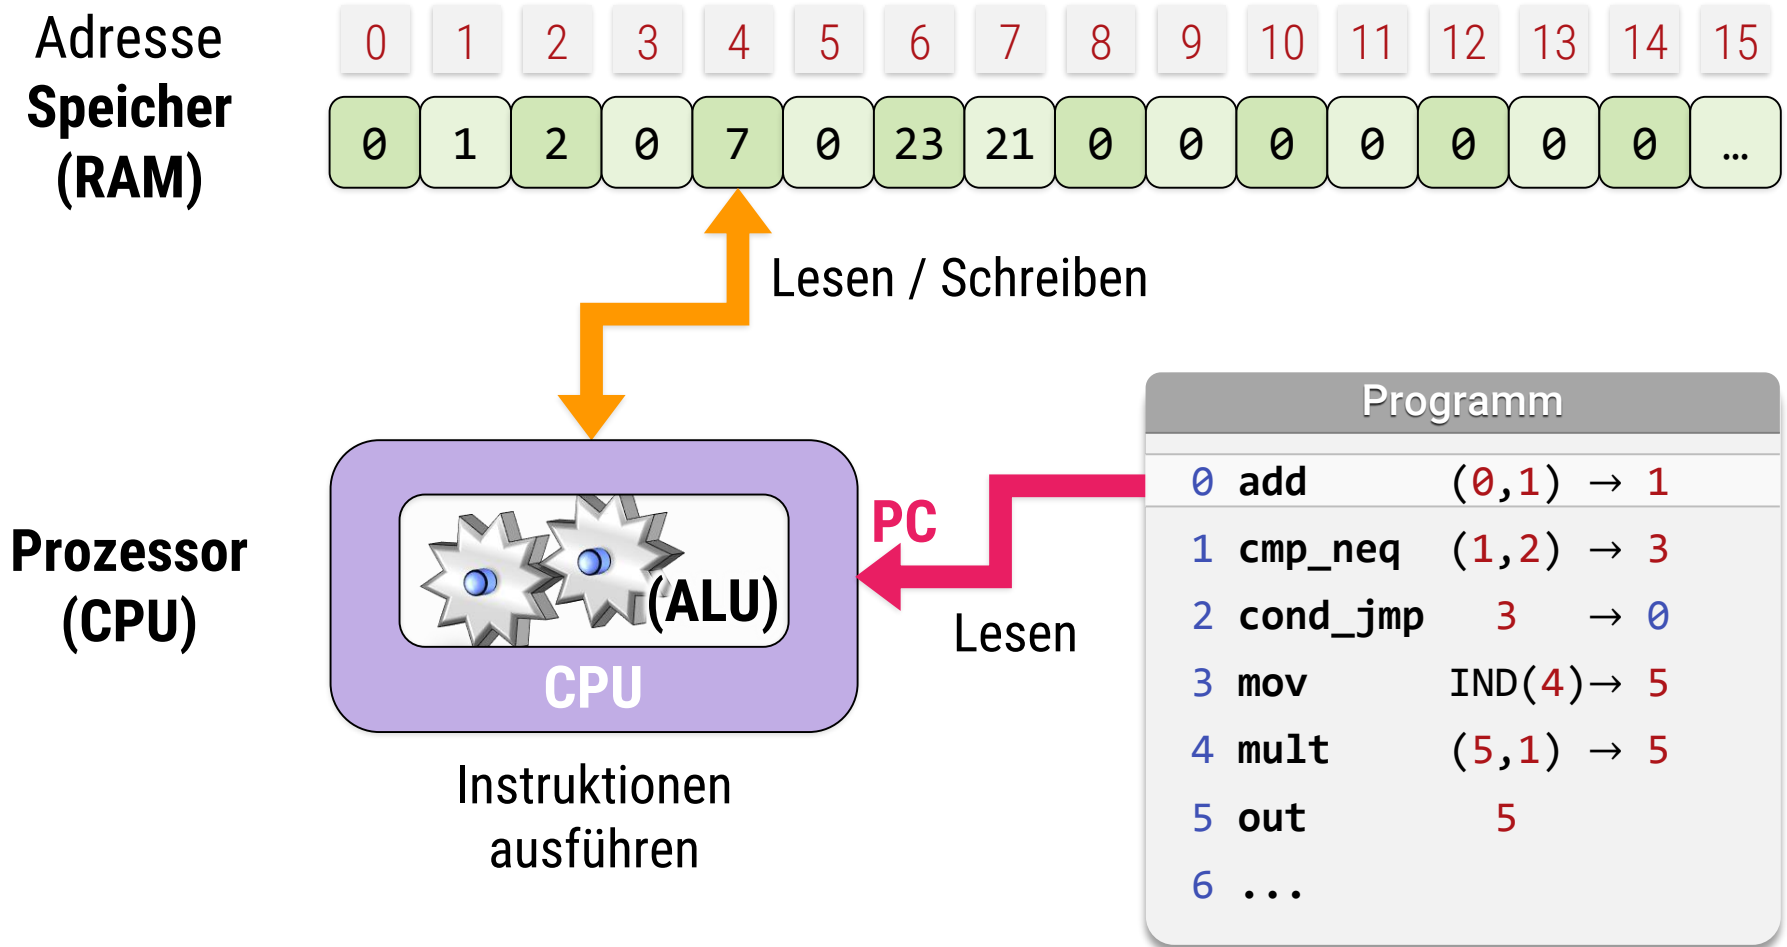 Adresse 0 1 2 3 4 5 6 7 8 9 10 11 12 13 14 15
Speicher
(RAM)
0 1 2 0 7 0 23 21 0 0 0 0 0 0 0 ...
Lesen / Schreiben
Programm
0 add (0,1) → 1
1 cmp_neq (1,2) → 3
2 cond_jmp 3 → 0
3 mov IND(4)→ 5
4 mult (5,1) → 5
5 out 5
6 ...
PC
Lesen
Prozessor
(CPU)
(ALU)
CPU
Instruktionen
ausführen